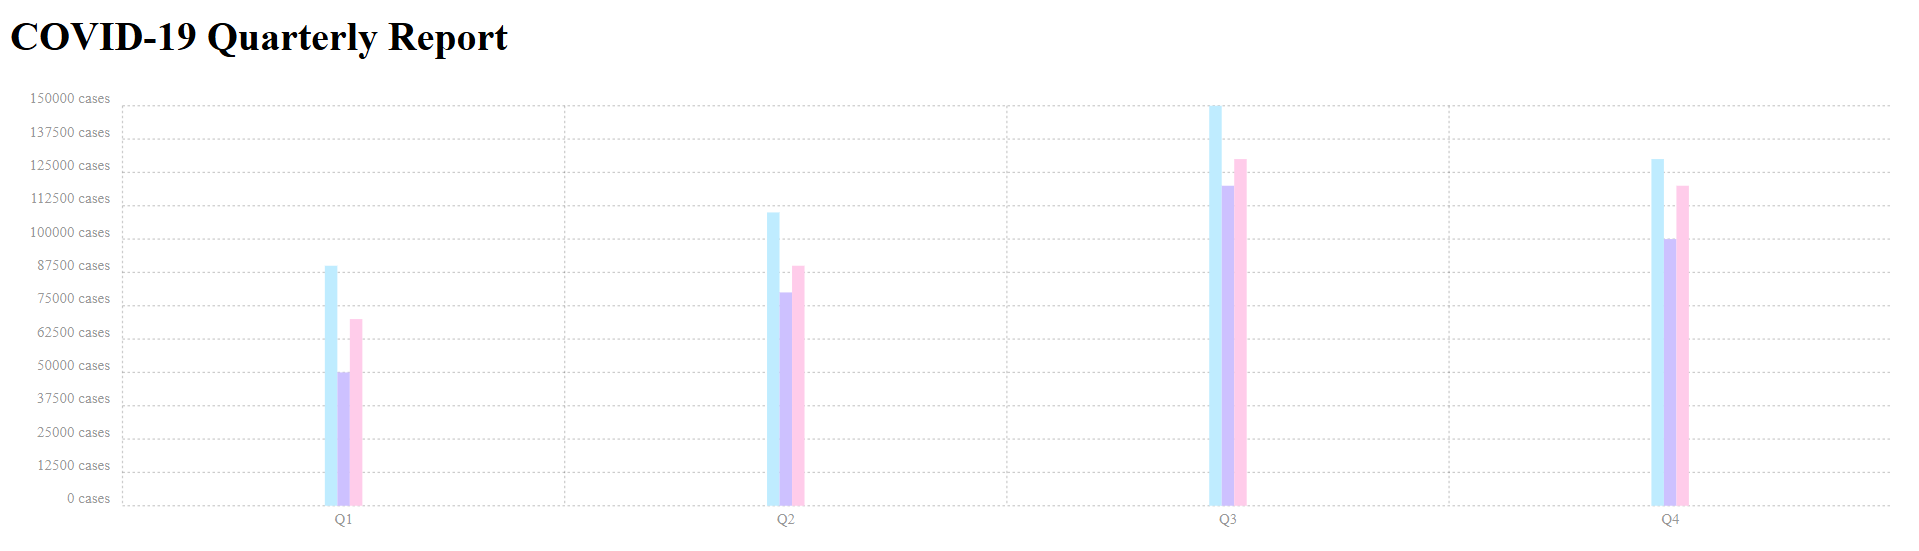 COVID-19 Quarterly Report
150000 cases
137500 cases
125000 cases
112500 cases
100000 cases
87500 cases
75000 cases
62500 cases
50000 cases
37500 cases
25000 cases
12500 cases
0 cases
Q1 Q2 Q3 Q4